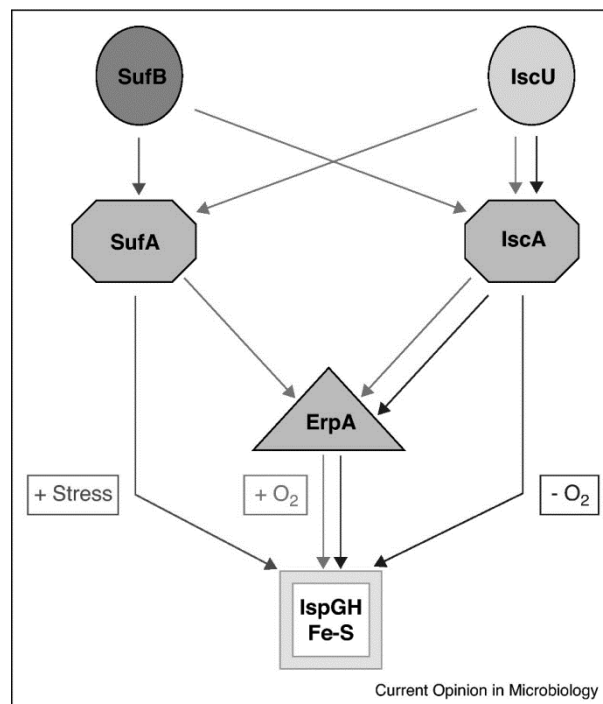 SufB
IscU
SufA
IscA
ErpA
+ Stress
+ O₂
- O₂
IspGH
Fe-S
Current Opinion in Microbiology